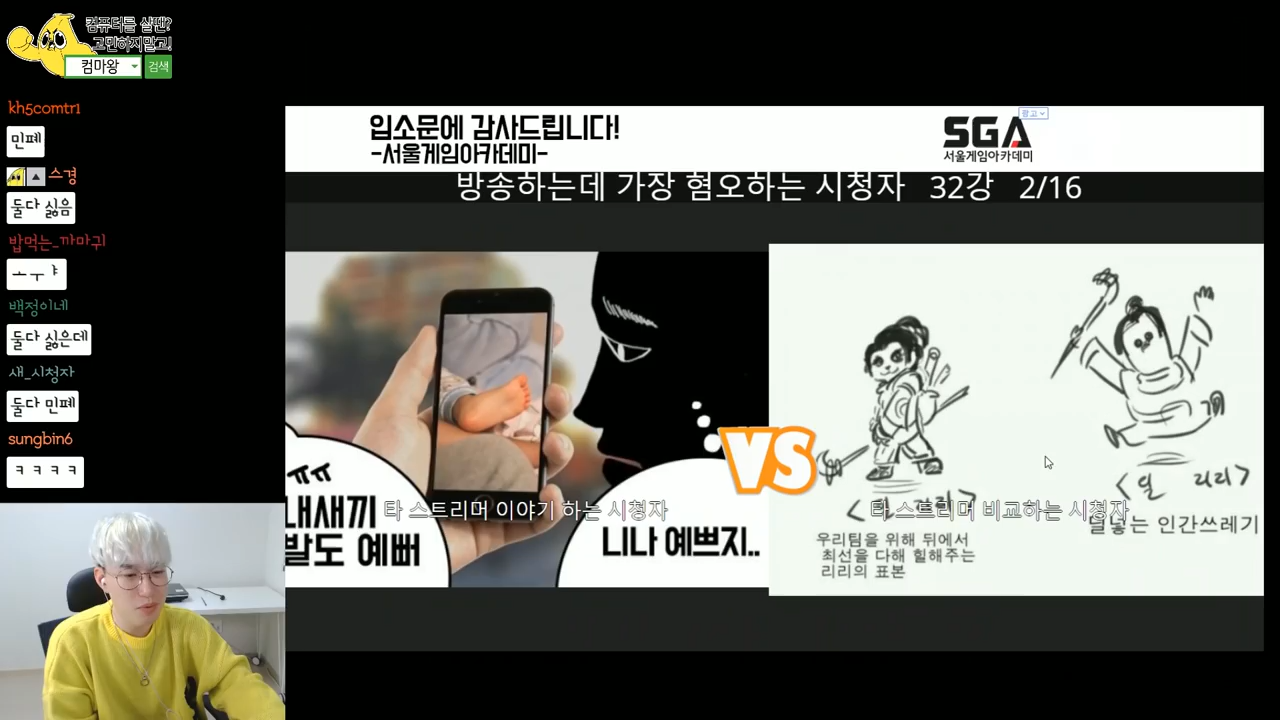 컴퓨터를 살땐?
고민하지말고!
컴마왕
검색
kh5comtr1
민폐
스경
둘다 싫음
밥먹는_까마귀
ㅗㅜㅑ
백정이네
둘다 싫은데
새_시청자
둘다 민폐
sungbin6
ㅋㅋㅋㅋ
입소문에 감사드립니다!
-서울게임아카데미-
SGA
서울게임아카데미
광고
방송하는데 가장 혐오하는 시청자 32강 2/16
ㅠㅠ
내새끼
발도 예뻐
니나 예쁘지..
타 스트리머 이야기 하는 시청자
VS
타 스트리머 비교하는 시청자
우리팀을 위해 뒤에서
최선을 다해 힐해주는
리리의 표본
딜넣는 인간쓰레기
<딜 리리>